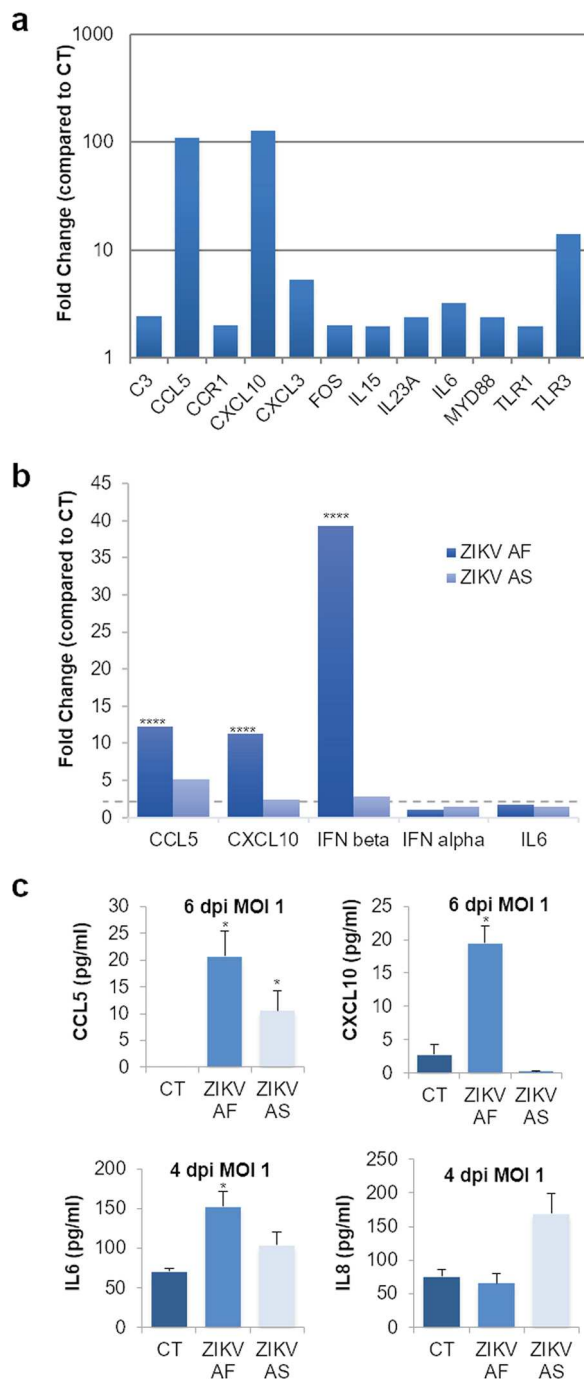 a
Fold Change (compared to CT)
1000
100
10
1
C3 CCL5 CCR1 CXCL10 CXCL3 FOS IL15 IL23A IL6 MYD88 TLR1 TLR3
b
Fold Change (compared to CT)
45
40
35
30
25
20
15
10
5
0
****
****
****
ZIKV AF
ZIKV AS
CCL5 CXCL10 IFN beta IFN alpha IL6
c
6 dpi MOI 1
CCL5 (pg/ml)
30
25
20
15
10
5
0
*
*
CT ZIKV ZIKV
AF AS
6 dpi MOI 1
CXCL10 (pg/ml)
25
20
15
10
5
0
*
CT ZIKV ZIKV
AF AS
4 dpi MOI 1
IL6 (pg/ml)
200
150
100
50
0
*
CT ZIKV ZIKV
AF AS
4 dpi MOI 1
IL8 (pg/ml)
250
200
150
100
50
0
CT ZIKV ZIKV
AF AS